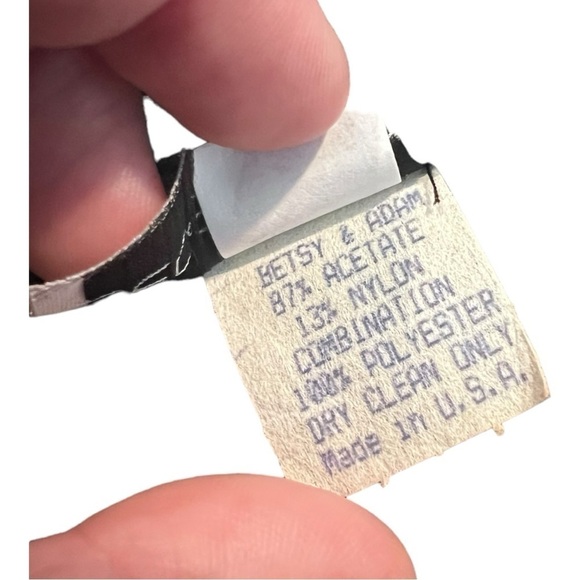 BETSY & ADAM
87% ACETATE
13% NYLON
COMBINATION
100% POLYESTER
DRY CLEAN ONLY
Made in U.S.A.